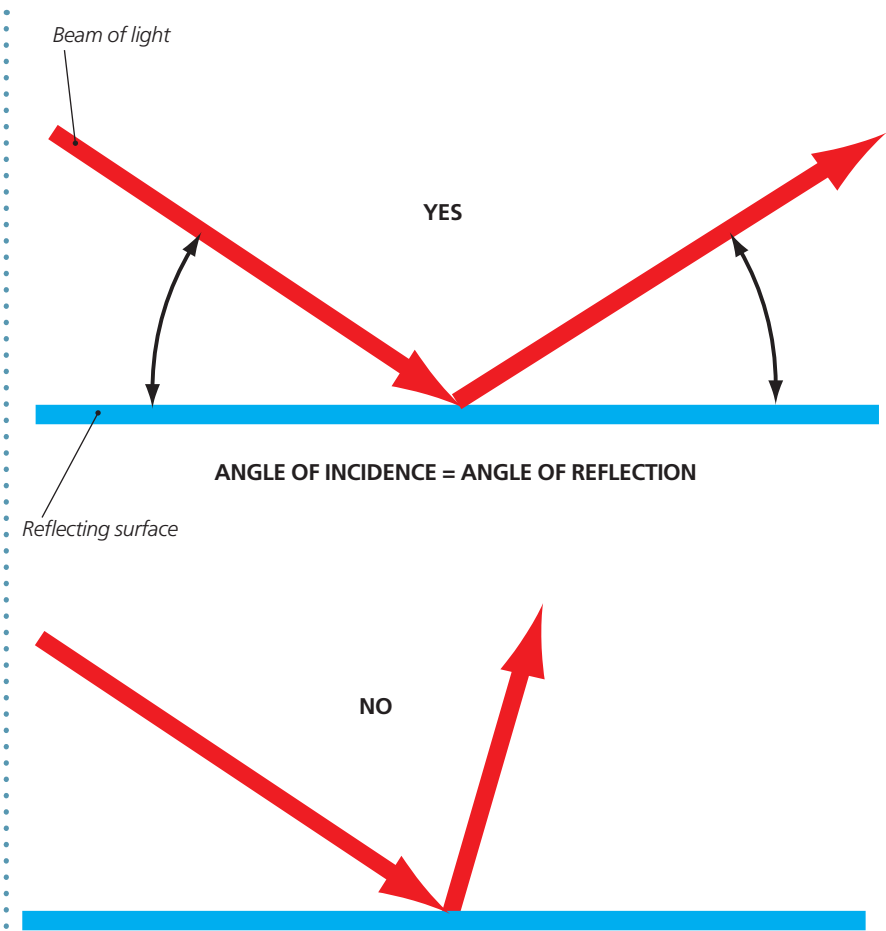 Beam of light
YES
ANGLE OF INCIDENCE = ANGLE OF REFLECTION
Reflecting surface
NO